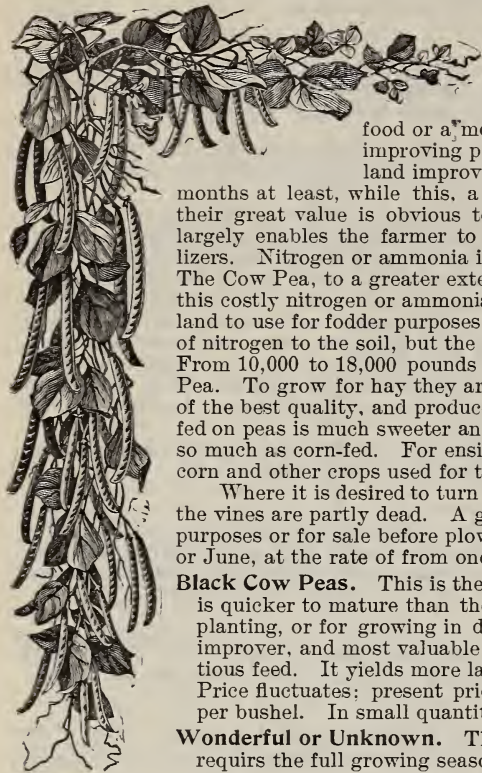 food or a mo
improving p
land improv
months at least, while this, a
their great value is obvious t
largely enables the farmer to
lizers. Nitrogen or ammonia i
The Cow Pea, to a greater exte
this costly nitrogen or ammonia
land to use for fodder purposes
of nitrogen to the soil, but the
From 10,000 to 18,000 pounds
Pea. To grow for hay they ar
of the best quality, and produc
fed on peas is much sweeter an
so much as corn-fed. For ensi
corn and other crops used for t
Where it is desired to turn
the vines are partly dead. A g
purposes or for sale before plov
or June, at the rate of from one
Black Cow Peas. This is the
is quicker to mature than the
planting, or for growing in d
improver, and most valuable
tious feed. It yields more la
Price fluctuates; present pric
per bushel. In small quantit
Wonderful or Unknown. Th
requirs the full growing seaso